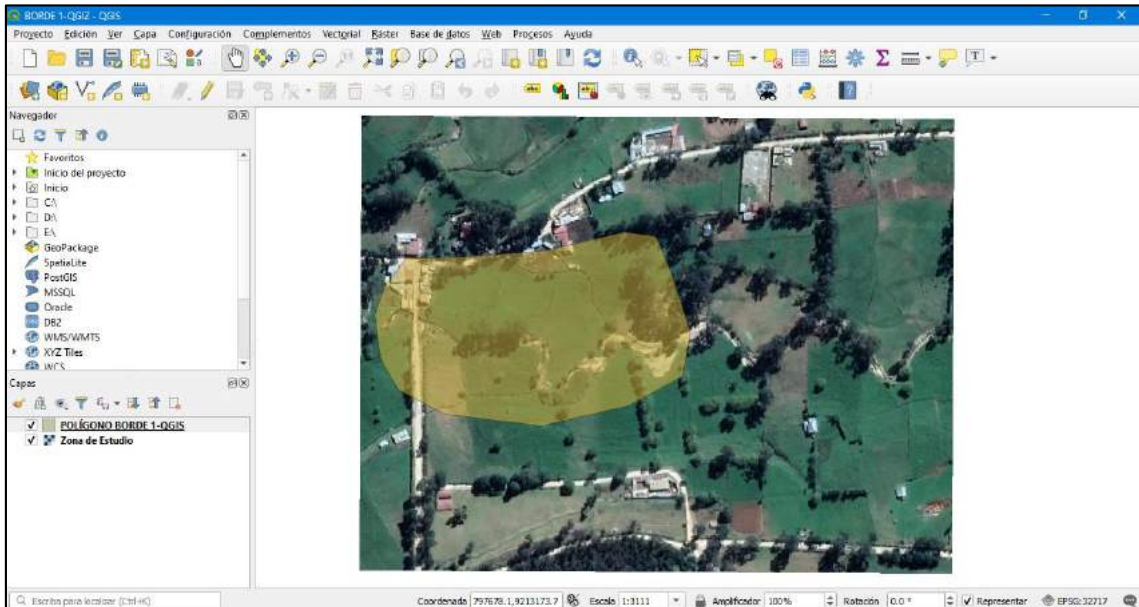 BORDE 1-QGIZ - QGIS
Proyecto Edición Ver Capa Configuración Complementos Vectorial Ráster Base de datos Web Procesos Ayuda
Navegador
Favoritos
Inicio del proyecto
Inicio
C:\
D:\
E:\
GeoPackage
SpatiaLite
PostGIS
MSSQL
Oracle
DB2
WMS/WMTS
XYZ Tiles
WCS
Capas
POLÍGONO BORDE 1-QGIS
Zona de Estudio
Escriba para localizar (Ctrl+K)
Coordenada 797678.1,9213173.7 Escala 1:3111 Amplificador 100% Rotación 0.0 ° Representar EPSG:32717